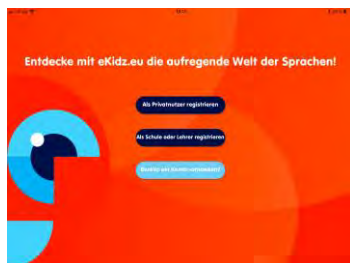 Entdecke mit eKidz.eu die aufregende Welt der Sprachen!
Als Privatnutzer registrieren
Als Schule oder Lehrer registrieren